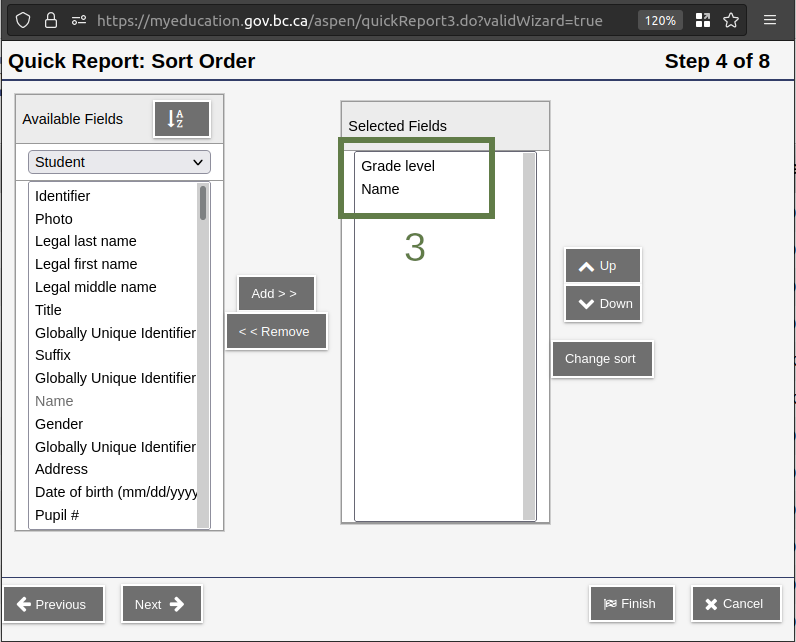 https://myeducation.gov.bc.ca/aspen/quickReport3.do?validWizard=true
120%
Quick Report: Sort Order
Step 4 of 8
Available Fields
A
Z
Selected Fields
Student
Identifier
Photo
Legal last name
Legal first name
Legal middle name
Title
Globally Unique Identifier
Suffix
Globally Unique Identifier
Name
Gender
Globally Unique Identifier
Address
Date of birth (mm/dd/yyyy
Pupil #
Add > >
< < Remove
Grade level
Name
3
Up
Down
Change sort
Previous
Next
Finish
Cancel